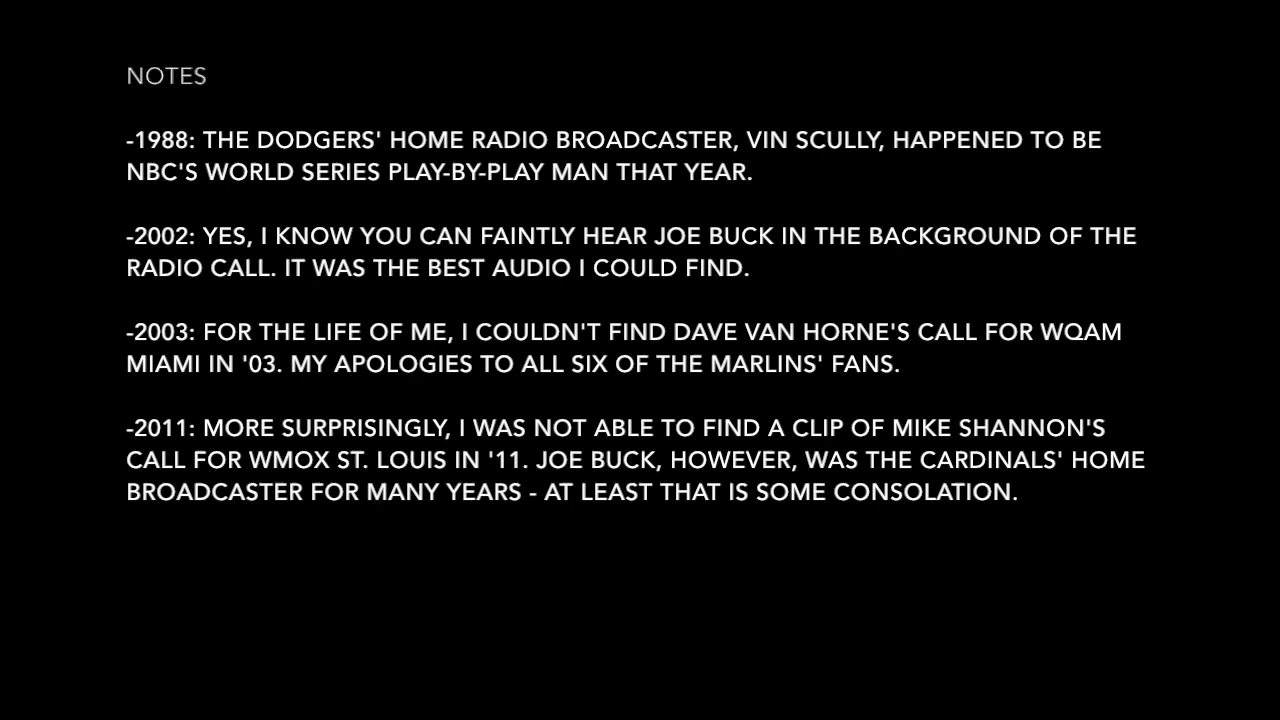 NOTES
-1988: THE DODGERS' HOME RADIO BROADCASTER, VIN SCULLY, HAPPENED TO BE
NBC'S WORLD SERIES PLAY-BY-PLAY MAN THAT YEAR.
-2002: YES, I KNOW YOU CAN FAINTLY HEAR JOE BUCK IN THE BACKGROUND OF THE
RADIO CALL. IT WAS THE BEST AUDIO I COULD FIND.
-2003: FOR THE LIFE OF ME, I COULDN'T FIND DAVE VAN HORNE'S CALL FOR WQAM
MIAMI IN '03. MY APOLOGIES TO ALL SIX OF THE MARLINS' FANS.
-2011: MORE SURPRISINGLY, I WAS NOT ABLE TO FIND A CLIP OF MIKE SHANNON'S
CALL FOR WMOX ST. LOUIS IN '11. JOE BUCK, HOWEVER, WAS THE CARDINALS' HOME
BROADCASTER FOR MANY YEARS - AT LEAST THAT IS SOME CONSOLATION.